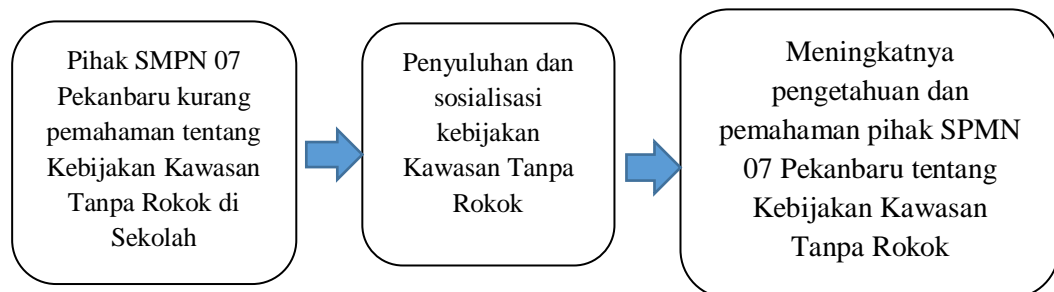 Pihak SMPN 07
Pekanbaru kurang
pemahaman tentang
Kebijakan Kawasan
Tanpa Rokok di
Sekolah
Penyuluhan dan
sosialisasi
kebijakan
Kawasan Tanpa
Rokok
Meningkatnya
pengetahuan dan
pemahaman pihak SPMN
07 Pekanbaru tentang
Kebijakan Kawasan
Tanpa Rokok